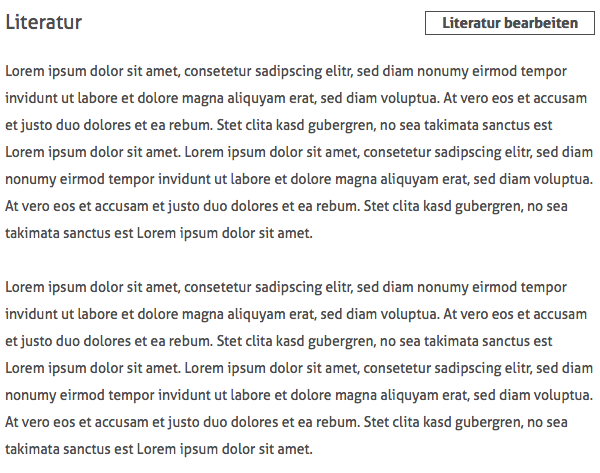 Literatur
Literatur bearbeiten
Lorem ipsum dolor sit amet, consetetur sadipscing elitr, sed diam nonumy eirmod tempor
invidunt ut labore et dolore magna aliquyam erat, sed diam voluptua. At vero eos et accusam
et justo duo dolores et ea rebum. Stet clita kasd gubergren, no sea takimata sanctus est
Lorem ipsum dolor sit amet. Lorem ipsum dolor sit amet, consetetur sadipscing elitr, sed diam
nonumy eirmod tempor invidunt ut labore et dolore magna aliquyam erat, sed diam voluptua.
At vero eos et accusam et justo duo dolores et ea rebum. Stet clita kasd gubergren, no sea
takimata sanctus est Lorem ipsum dolor sit amet.
Lorem ipsum dolor sit amet, consetetur sadipscing elitr, sed diam nonumy eirmod tempor
invidunt ut labore et dolore magna aliquyam erat, sed diam voluptua. At vero eos et accusam
et justo duo dolores et ea rebum. Stet clita kasd gubergren, no sea takimata sanctus est
Lorem ipsum dolor sit amet. Lorem ipsum dolor sit amet, consetetur sadipscing elitr, sed diam
nonumy eirmod tempor invidunt ut labore et dolore magna aliquyam erat, sed diam voluptua.
At vero eos et accusam et justo duo dolores et ea rebum. Stet clita kasd gubergren, no sea
takimata sanctus est Lorem ipsum dolor sit amet.